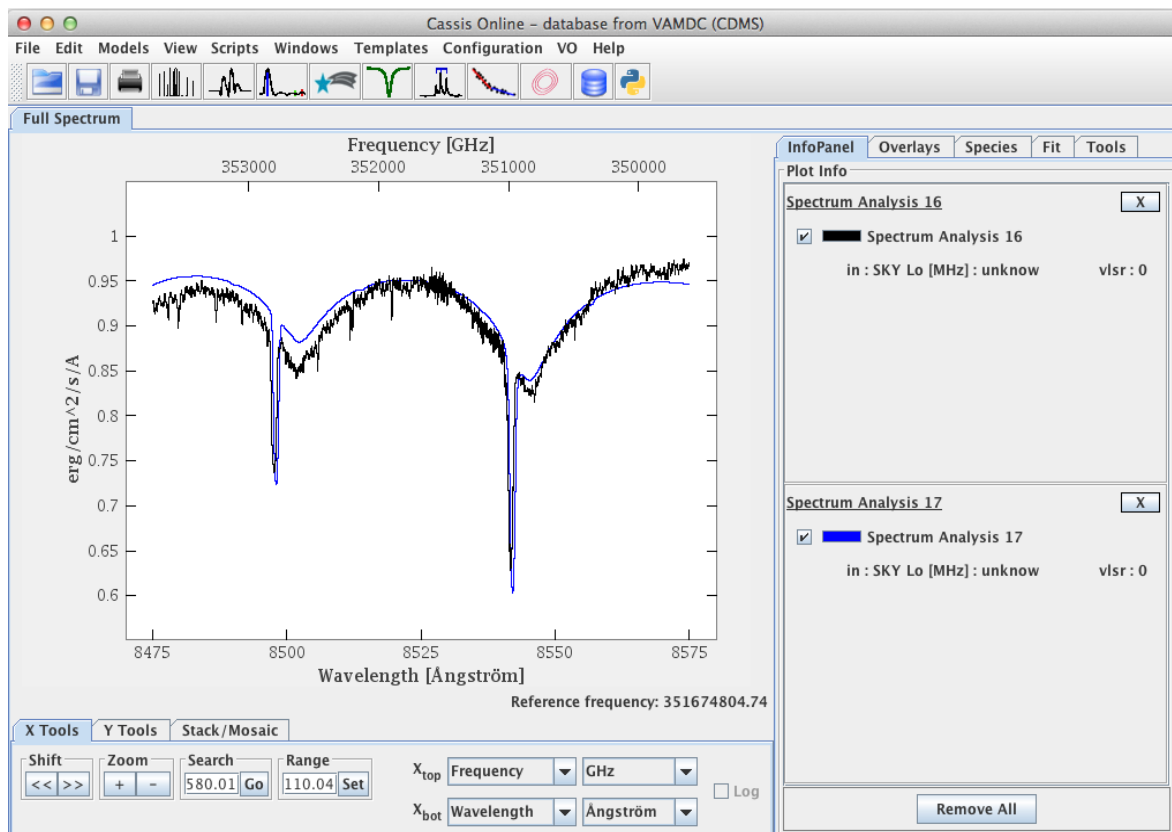 Cassis Online - database from VAMDC (CDMS)
File Edit Models View Scripts Windows Templates Configuration VO Help
Full Spectrum
Frequency [GHz]
353000 352000 351000 350000
1
0.95
0.9
0.85
0.8
0.75
0.7
0.65
0.6
erg/cm^2/s/A
8475 8500 8525 8550 8575
Wavelength [Ångström]
Reference frequency: 351674804.74
InfoPanel Overlays Species Fit Tools
Plot Info
Spectrum Analysis 16 X
Spectrum Analysis 16
in : SKY Lo [MHz] : unknow vlsr : 0
Spectrum Analysis 17 X
Spectrum Analysis 17
in : SKY Lo [MHz] : unknow vlsr : 0
Remove All
X Tools Y Tools Stack/Mosaic
Shift Zoom Search Range
<< >> + - 580.01 Go 110.04 Set
Xtop Frequency GHz
Log
Xbot Wavelength Ångström